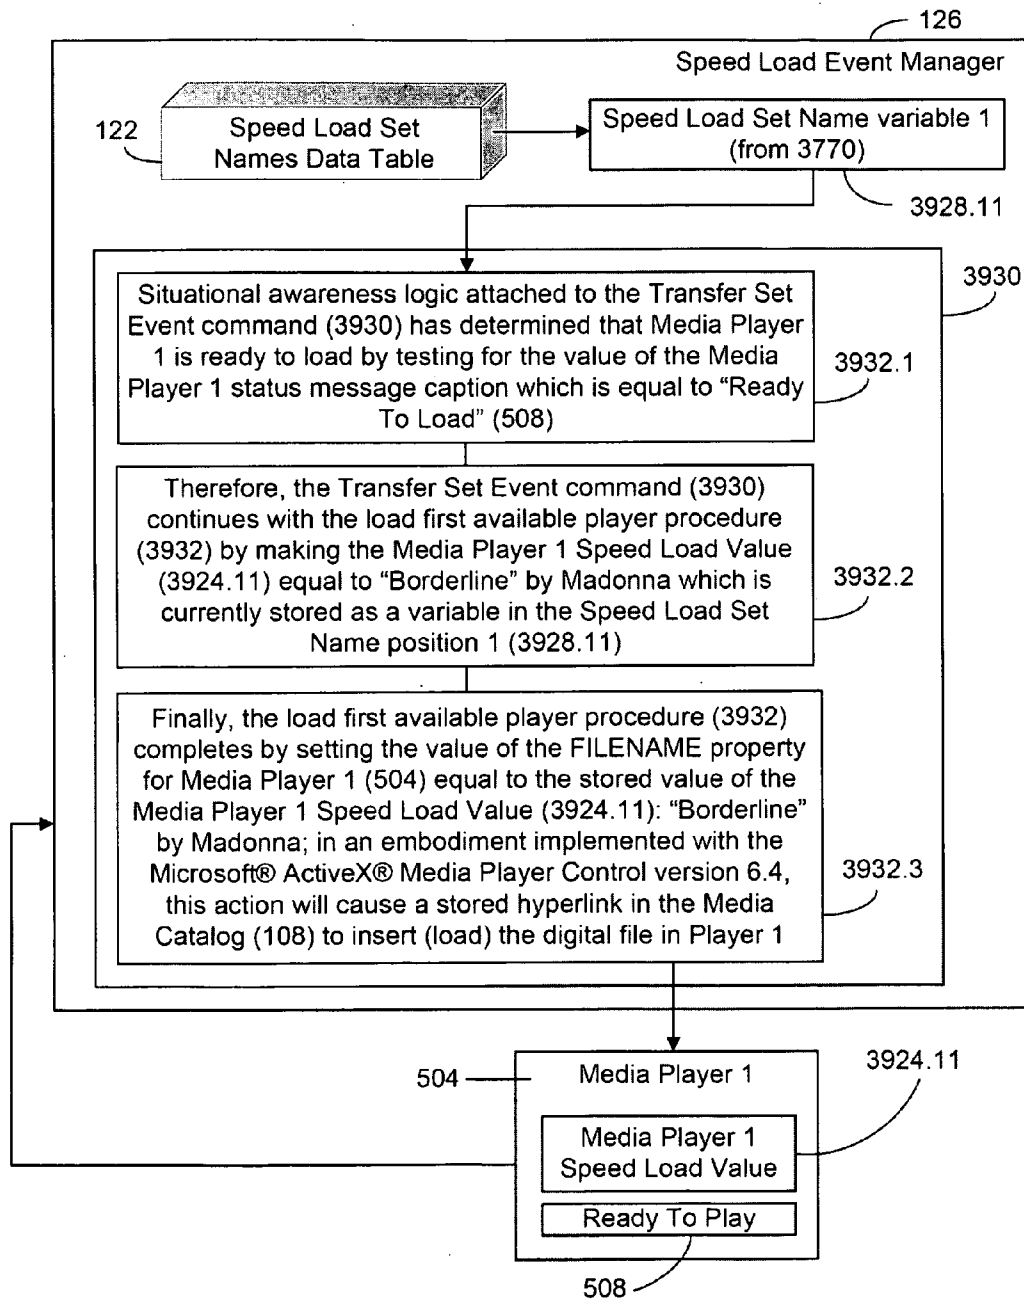 126
Speed Load Event Manager
122
Speed Load Set
Names Data Table
Speed Load Set Name variable 1
(from 3770)
3928.11
3930
Situational awareness logic attached to the Transfer Set
Event command (3930) has determined that Media Player
1 is ready to load by testing for the value of the Media
Player 1 status message caption which is equal to “Ready
To Load” (508)
3932.1
Therefore, the Transfer Set Event command (3930)
continues with the load first available player procedure
(3932) by making the Media Player 1 Speed Load Value
(3924.11) equal to “Borderline” by Madonna which is
currently stored as a variable in the Speed Load Set
Name position 1 (3928.11)
3932.2
Finally, the load first available player procedure (3932)
completes by setting the value of the FILENAME property
for Media Player 1 (504) equal to the stored value of the
Media Player 1 Speed Load Value (3924.11): “Borderline”
by Madonna; in an embodiment implemented with the
Microsoft® ActiveX® Media Player Control version 6.4,
this action will cause a stored hyperlink in the Media
Catalog (108) to insert (load) the digital file in Player 1
3932.3
504
Media Player 1
3924.11
Media Player 1
Speed Load Value
Ready To Play
508